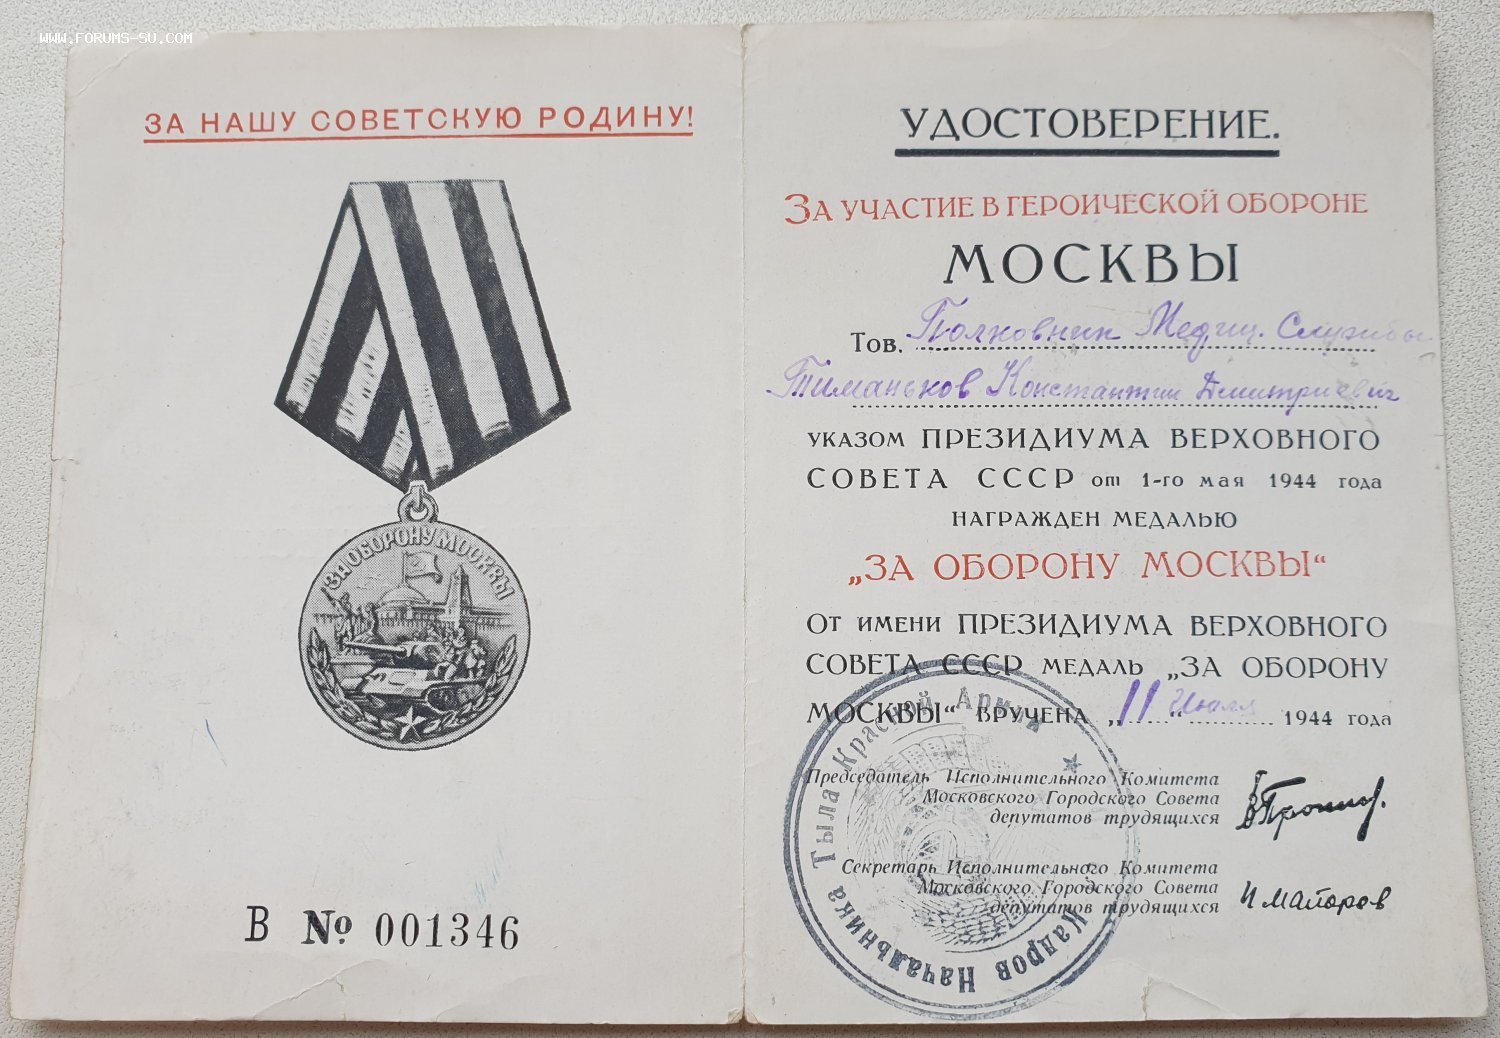 WWW.FORUMS-SU.COM
ЗА НАШУ СОВЕТСКУЮ РОДИНУ!
ЗА ОБОРОНУ МОСКВЫ
В № 001346
УДОСТОВЕРЕНИЕ.
ЗА УЧАСТИЕ В ГЕРОИЧЕСКОЙ ОБОРОНЕ
МОСКВЫ
Тов. Полковник Медиц. Службы
Тиманьков Константин Дмитриевич
УКАЗОМ ПРЕЗИДИУМА ВЕРХОВНОГО
СОВЕТА СССР от 1-го мая 1944 года
НАГРАЖДЕН МЕДАЛЬЮ
„ЗА ОБОРОНУ МОСКВЫ“
ОТ ИМЕНИ ПРЕЗИДИУМА ВЕРХОВНОГО
СОВЕТА СССР МЕДАЛЬ „ЗА ОБОРОНУ
МОСКВЫ“ ВРУЧЕНА „11“ Июля 1944 года
Председатель Исполнительного Комитета
Московского Городского Совета
депутатов трудящихся
Секретарь Исполнительного Комитета
Московского Городского Совета
депутатов трудящихся
П Майоров
Кадров Начальника Тыла Красной Армии